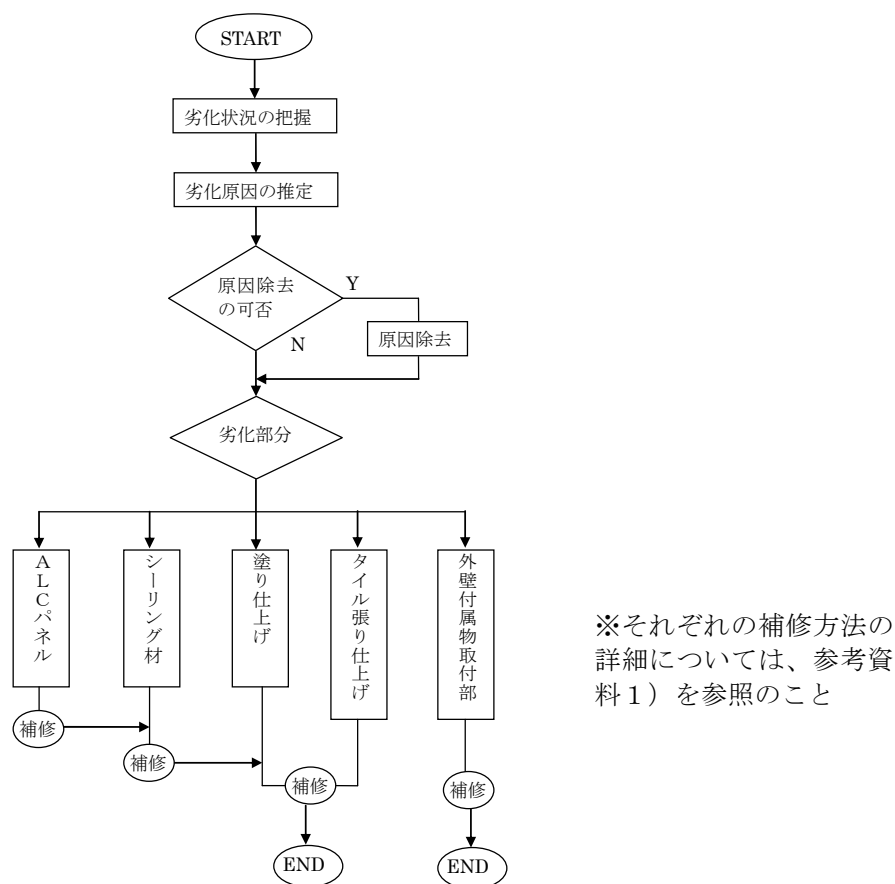 START
劣化状況の把握
劣化原因の推定
原因除去
の可否
Y
N
原因除去
劣化部分
ALCパネル
シーリング材
塗り仕上げ
タイル張り仕上げ
外壁付属物取付部
※それぞれの補修方法の
詳細については、参考資
料1）を参照のこと
補修
補修
補修
補修
END
END